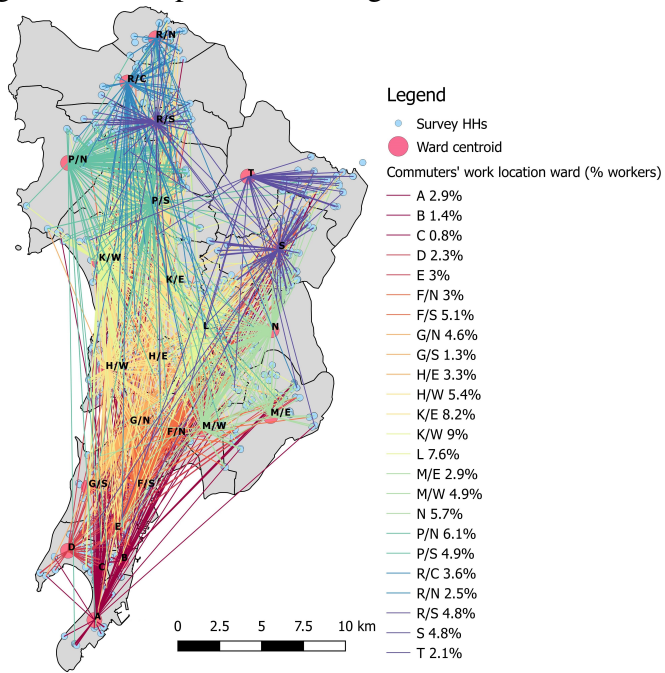 R/N
R/C
R/S
P/N
T
P/S
S
K/W
K/E
L
N
H/E
H/W
G/N
F/N
M/W
M/E
G/S
F/S
E
D
B
C
A
0 2.5 5 7.5 10 km
Legend
Survey HHs
Ward centroid
Commuters' work location ward (% workers)
A 2.9%
B 1.4%
C 0.8%
D 2.3%
E 3%
F/N 3%
F/S 5.1%
G/N 4.6%
G/S 1.3%
H/E 3.3%
H/W 5.4%
K/E 8.2%
K/W 9%
L 7.6%
M/E 2.9%
M/W 4.9%
N 5.7%
P/N 6.1%
P/S 4.9%
R/C 3.6%
R/N 2.5%
R/S 4.8%
S 4.8%
T 2.1%